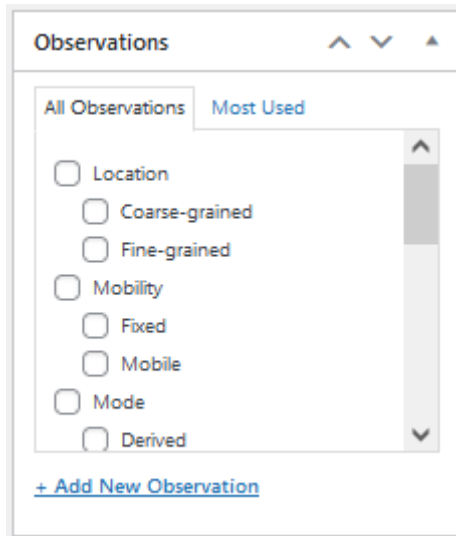 Observations
All Observations Most Used
Location
Coarse-grained
Fine-grained
Mobility
Fixed
Mobile
Mode
Derived
+ Add New Observation